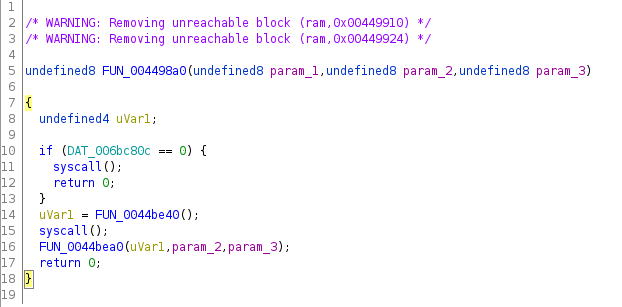 1
2 /* WARNING: Removing unreachable block (ram,0x00449910) */
3 /* WARNING: Removing unreachable block (ram,0x00449924) */
4
5 undefined8 FUN_004498a0(undefined8 param_1,undefined8 param_2,undefined8 param_3)
6
7 {
8   undefined4 uVar1;
9
10   if (DAT_006bc80c == 0) {
11     syscall();
12     return 0;
13   }
14   uVar1 = FUN_0044be40();
15   syscall();
16   FUN_0044bea0(uVar1,param_2,param_3);
17   return 0;
18 }
19